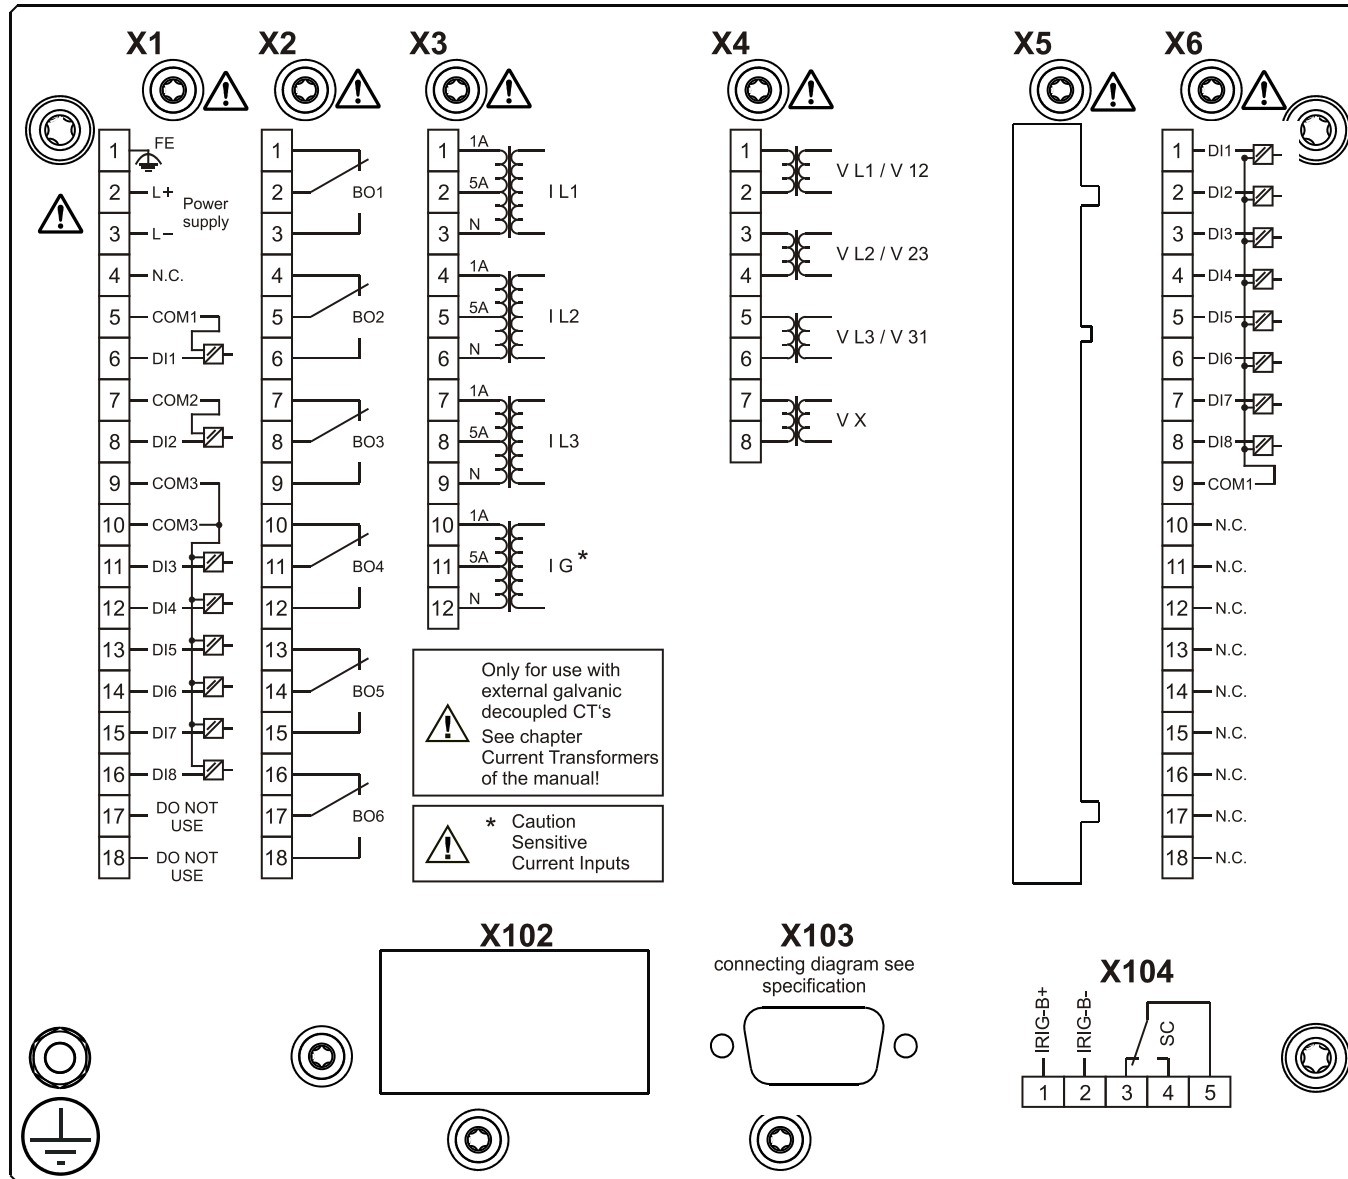 X1
X2
X3
X4
X5
X6
1 FE
2 L+
Power
supply
3 L–
4 N.C.
5 COM1
6 DI1
7 COM2
8 DI2
9 COM3
10 COM3
11 DI3
12 DI4
13 DI5
14 DI6
15 DI7
16 DI8
17 DO NOT
USE
18 DO NOT
USE
1
2 BO1
3
4
5 BO2
6
7
8 BO3
9
10
11 BO4
12
13
14 BO5
15
16
17 BO6
18
1 1A
2 5A I L1
3 N
4 1A
5 5A I L2
6 N
7 1A
8 5A I L3
9 N
10 1A
11 5A I G *
12 N
Only for use with
external galvanic
decoupled CT‘s
See chapter
Current Transformers
of the manual!
* Caution
Sensitive
Current Inputs
1
V L1 / V 12
2
3
V L2 / V 23
4
5
V L3 / V 31
6
7
V X
8
1 DI1
2 DI2
3 DI3
4 DI4
5 DI5
6 DI6
7 DI7
8 DI8
9 COM1
10 N.C.
11 N.C.
12 N.C.
13 N.C.
14 N.C.
15 N.C.
16 N.C.
17 N.C.
18 N.C.
X102
X103
connecting diagram see
specification
X104
IRIG-B+
IRIG-B-
SC
1 2 3 4 5